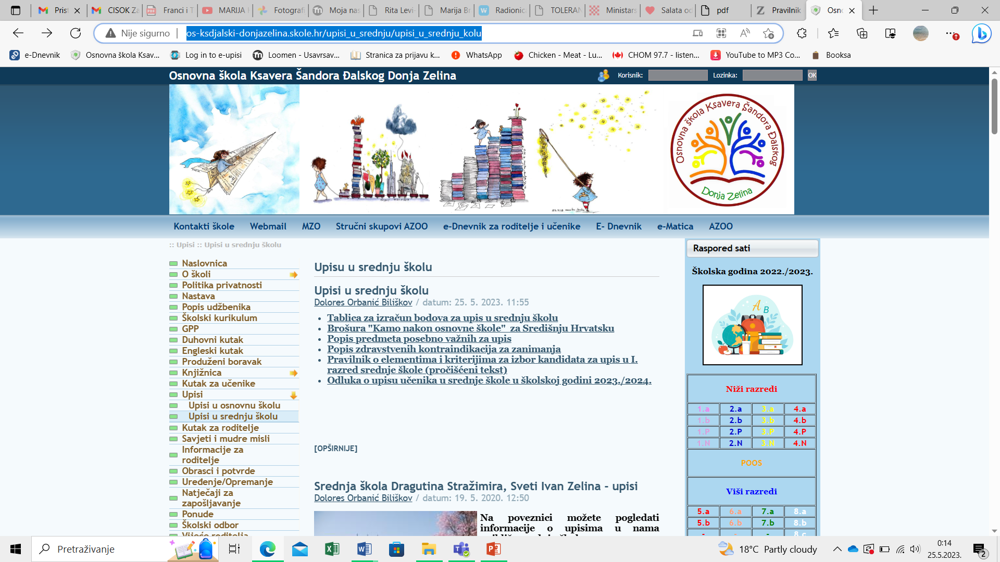 Prist
CISOK Za
Franci i T
MARIJA
Fotografi
Moja nas
Rita Levi-
Marija Br
Radionic
TOLERAN
Ministars
Salata od
pdf
Pravilnik
Osno
Nije sigurno
os-ksdjalski-donjazelina.skole.hr/upisi_u_srednju/upisi_u_srednju_kolu
e-Dnevnik
Osnovna škola Ksav...
Log in to e-upisi
Loomen - Usavrsav...
Stranica za prijavu k...
WhatsApp
Chicken - Meat - Lu...
CHOM 97.7 - listen...
YouTube to MP3 Co...
Booksa
Osnovna škola Ksavera Šandora Đalskog Donja Zelina
Korisnik:
Lozinka:
OK
Osnovna škola Ksavera Šandora Đalskog
Donja Zelina
Kontakti škole
Webmail
MZO
Stručni skupovi AZOO
e-Dnevnik za roditelje i učenike
E- Dnevnik
e-Matica
AZOO
:: Upisi :: Upisi u srednju školu
Naslovnica
O školi
Politika privatnosti
Nastava
Popis udžbenika
Školski kurikulum
GPP
Duhovni kutak
Engleski kutak
Produženi boravak
Knjižnica
Kutak za učenike
Upisi
Upisi u osnovnu školu
Upisi u srednju školu
Kutak za roditelje
Savjeti i mudre misli
Informacije za
roditelje
Obrasci i potvrde
Uređenje/Opremanje
Natječaji za
zapošljavanje
Ponude
Školski odbor
Vijeće roditelja
Upisu u srednju školu
Upisi u srednju školu
Dolores Orbanić Biliškov / datum: 25. 5. 2023. 11:55
Tablica za izračun bodova za upis u srednju školu
Brošura "Kamo nakon osnovne škole" za Središnju Hrvatsku
Popis predmeta posebno važnih za upis
Popis zdravstvenih kontraindikacija za zanimanja
Pravilnik o elementima i kriterijima za izbor kandidata za upis u I.
razred srednje škole (pročišćeni tekst)
Odluka o upisu učenika u srednje škole u školskoj godini 2023./2024.
[OPŠIRNIJE]
Srednja škola Dragutina Stražimira, Sveti Ivan Zelina - upisi
Dolores Orbanić Biliškov / datum: 19. 5. 2020. 12:50
Na poveznici možete pogledati
informacije o upisima u nama
Raspored sati
Školska godina 2022./2023.
A B
Niži razredi
1.a 2.a 3.a 4.a
1.b 2.b 3.b 4.b
1.P 2.P 3.P 4.P
1.N 2.N 3.N 4.N
POOS
Viši razredi
5.a 6.a 7.a 8.a
5.b 6.b 7.b 8.b
- - - 8.c
Pretraživanje
18°C Partly cloudy
0:14
25.5.2023.
2